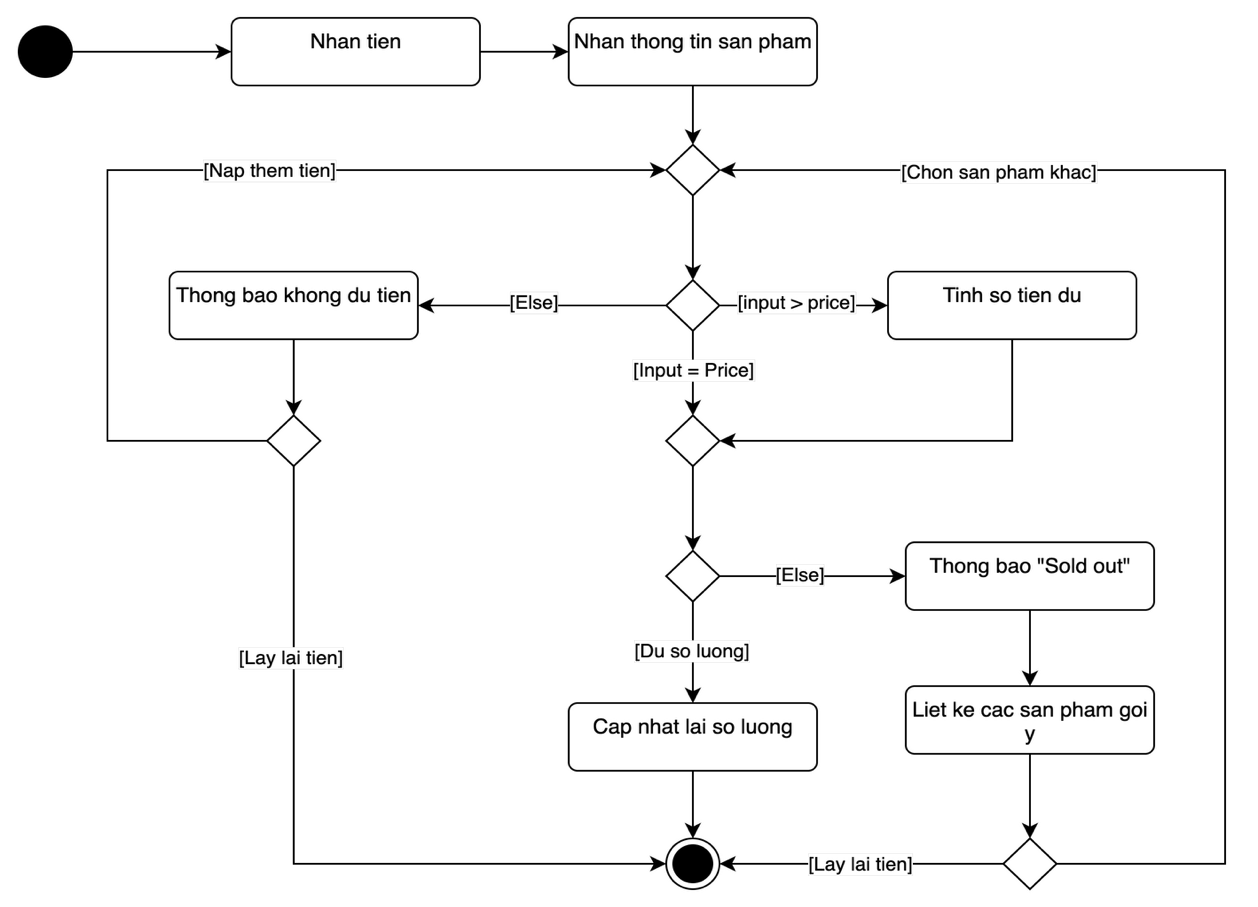 Nhan tien
Nhan thong tin san pham
[Nap them tien]
[Chon san pham khac]
Thong bao khong du tien
[Else]
[input > price]
Tinh so tien du
[Input = Price]
[Else]
Thong bao "Sold out"
[Lay lai tien]
[Du so luong]
Cap nhat lai so luong
Liet ke cac san pham goi
y
[Lay lai tien]